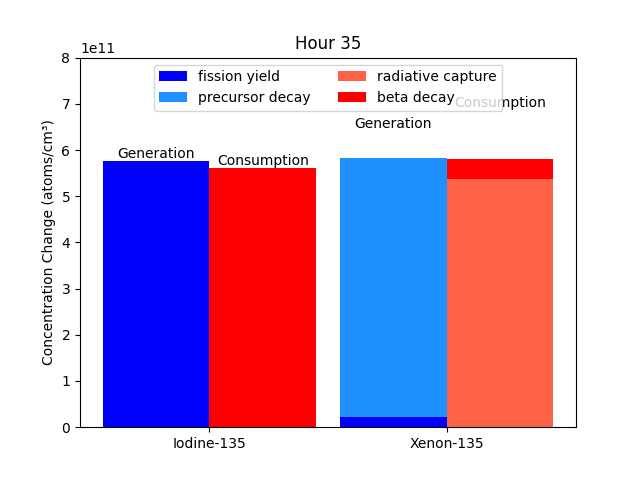 Hour 35
1e11
fission yield
precursor decay
radiative capture
beta decay
Generation
Consumption
Generation
Consumption
Concentration Change (atoms/cm³)
8
7
6
5
4
3
2
1
0
Iodine-135
Xenon-135